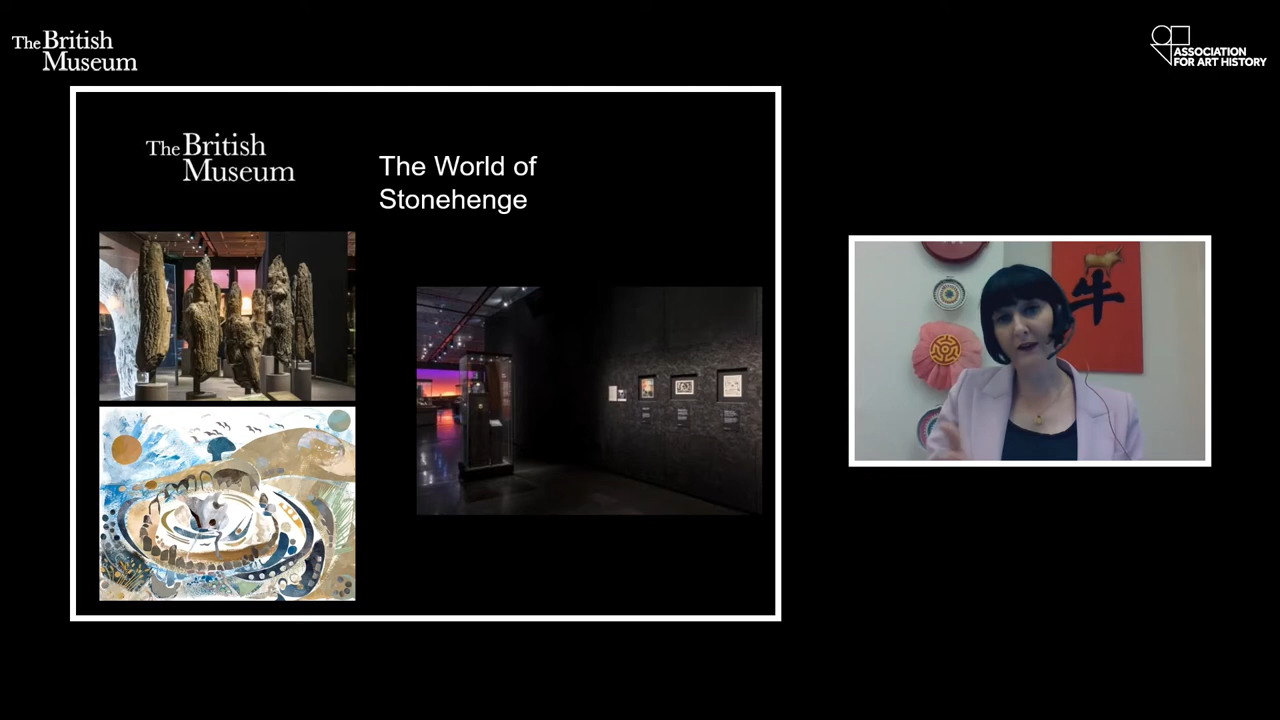 The British
Museum
ASSOCIATION
FOR ART HISTORY
The British
Museum
The World of
Stonehenge
牛